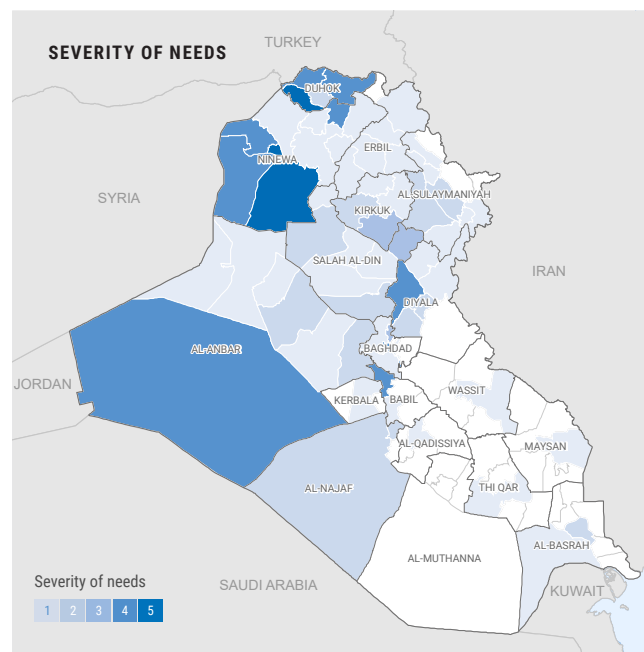 SEVERITY OF NEEDS
TURKEY
DUHOK
ERBIL
NINEWA
AL-SULAYMANIYAH
SYRIA
KIRKUK
SALAH AL-DIN
IRAN
DIYALA
AL-ANBAR
BAGHDAD
JORDAN
WASSIT
KERBALA
BABIL
AL-QADISSIYA
MAYSAN
AL-NAJAF
THI QAR
AL-BASRAH
AL-MUTHANNA
Severity of needs
SAUDI ARABIA
KUWAIT
1 2 3 4 5